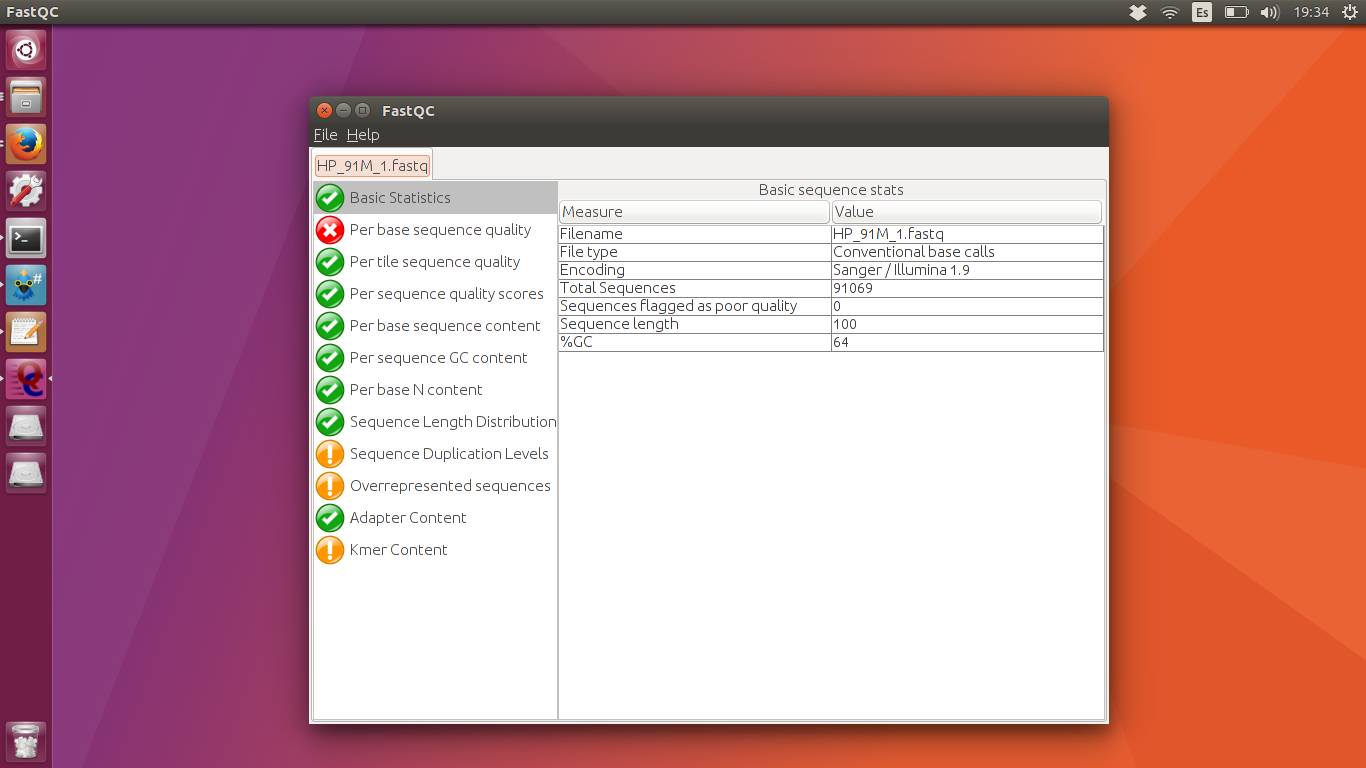 FastQC
Es 19:34
FastQC
File Help
HP_91M_1.fastq
Basic Statistics
Per base sequence quality
Per tile sequence quality
Per sequence quality scores
Per base sequence content
Per sequence GC content
Per base N content
Sequence Length Distribution
Sequence Duplication Levels
Overrepresented sequences
Adapter Content
Kmer Content
Basic sequence stats
Measure Value
Filename HP_91M_1.fastq
File type Conventional base calls
Encoding Sanger / Illumina 1.9
Total Sequences 91069
Sequences flagged as poor quality 0
Sequence length 100
%GC 64